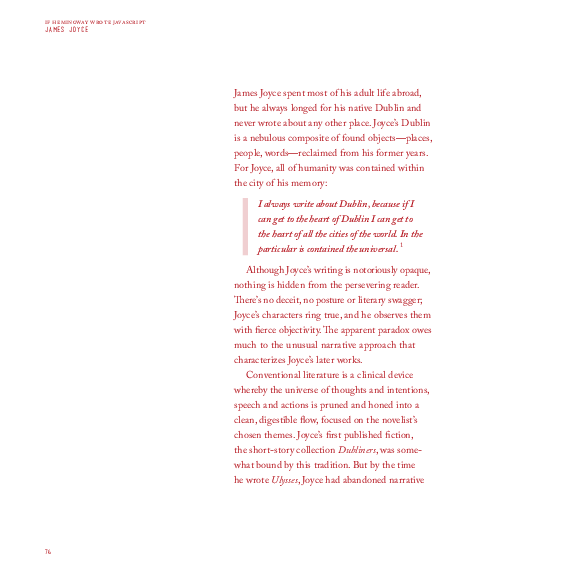 IF HEMINGWAY WROTE JAVASCRIPT
JAMES JOYCE
James Joyce spent most of his adult life abroad,
but he always longed for his native Dublin and
never wrote about any other place. Joyce's Dublin
is a nebulous composite of found objects—places,
people, words—reclaimed from his former years.
For Joyce, all of humanity was contained within
the city of his memory:
I always write about Dublin, because if I
can get to the heart of Dublin I can get to
the heart of all the cities of the world. In the
particular is contained the universal. 1
Although Joyce's writing is notoriously opaque,
nothing is hidden from the persevering reader.
There's no deceit, no posture or literary swagger;
Joyce's characters ring true, and he observes them
with fierce objectivity. The apparent paradox owes
much to the unusual narrative approach that
characterizes Joyce's later works.
Conventional literature is a clinical device
whereby the universe of thoughts and intentions,
speech and actions is pruned and honed into a
clean, digestible flow, focused on the novelist's
chosen themes. Joyce's first published fiction,
the short-story collection Dubliners, was some-
what bound by this tradition. But by the time
he wrote Ulysses, Joyce had abandoned narrative
76